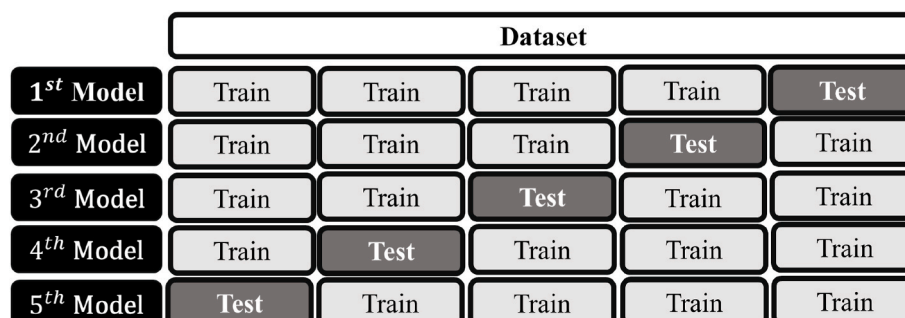 Dataset
1st Model Train Train Train Train Test
2nd Model Train Train Train Test Train
3rd Model Train Train Test Train Train
4th Model Train Test Train Train Train
5th Model Test Train Train Train Train